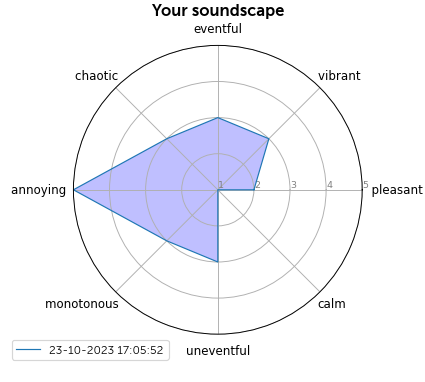 Your soundscape
eventful
chaotic
vibrant
annoying
1
2
3
4
5
pleasant
monotonous
calm
uneventful
23-10-2023 17:05:52